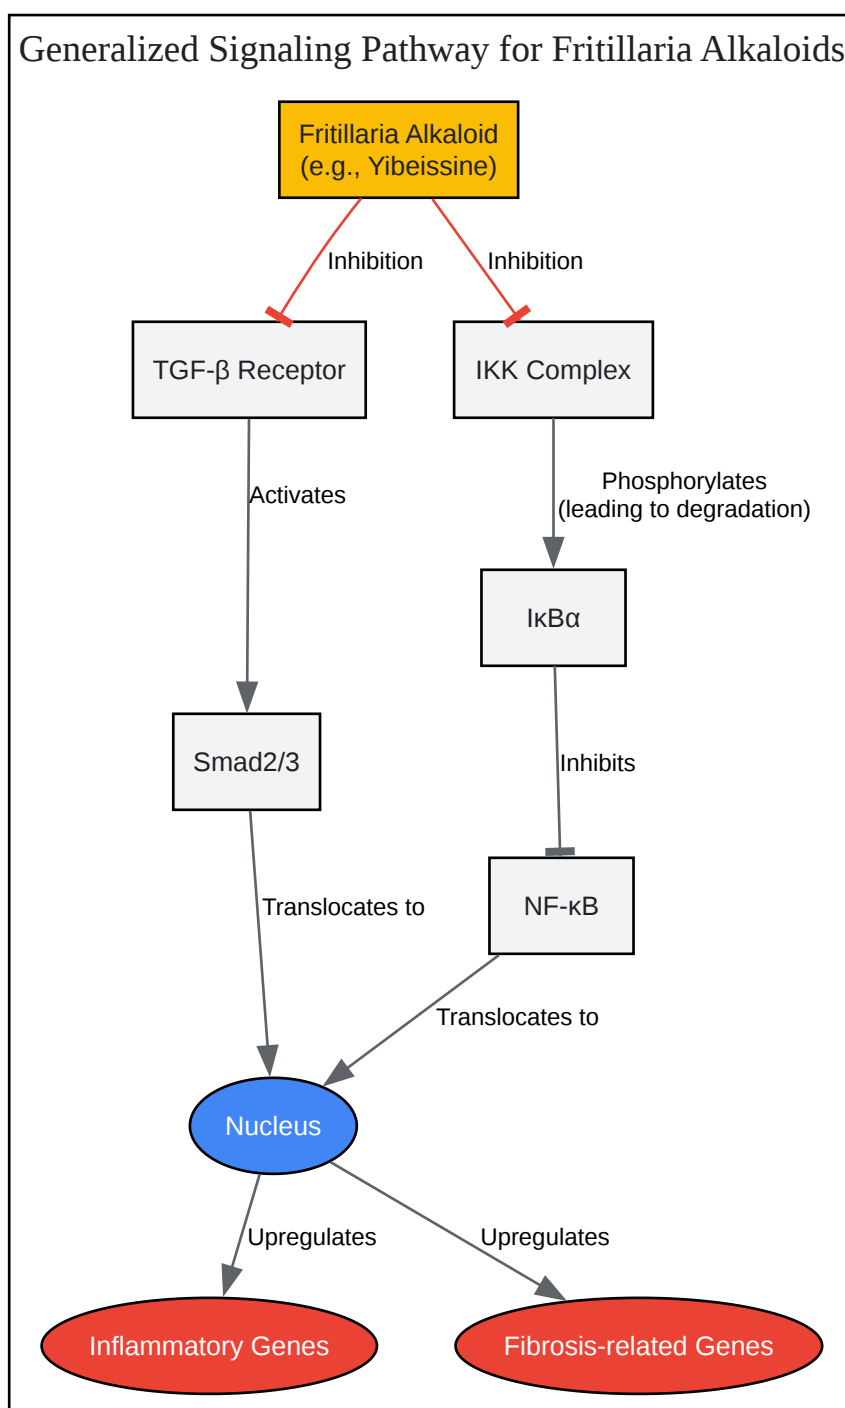 Generalized Signaling Pathway for Fritillaria Alkaloids
Fritillaria Alkaloid
(e.g., Yibeissine)
Inhibition
Inhibition
TGF-β Receptor
IKK Complex
Activates
Phosphorylates
(leading to degradation)
IκBα
Smad2/3
Inhibits
Translocates to
NF-κB
Translocates to
Nucleus
Upregulates
Upregulates
Inflammatory Genes
Fibrosis-related Genes